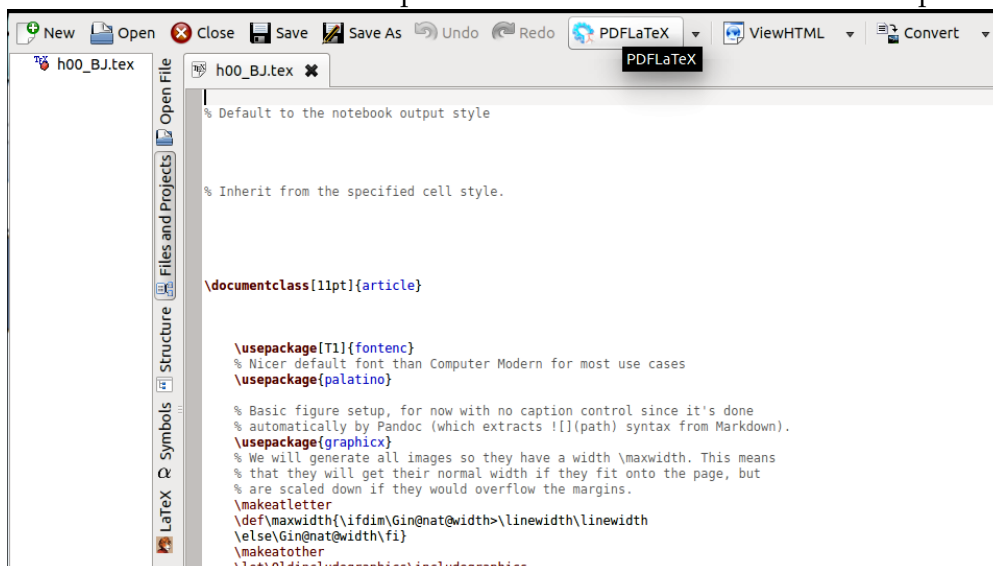 New Open Close Save Save As Undo Redo PDFLaTeX ViewHTML Convert
PDFLaTeX
h00_BJ.tex
h00_BJ.tex
Open File
Files and Projects
Structure
Symbols
LaTeX
% Default to the notebook output style
% Inherit from the specified cell style.
\documentclass[11pt]{article}
\usepackage[T1]{fontenc}
% Nicer default font than Computer Modern for most use cases
\usepackage{palatino}
% Basic figure setup, for now with no caption control since it's done
% automatically by Pandoc (which extracts ![](path) syntax from Markdown).
\usepackage{graphicx}
% We will generate all images so they have a width \maxwidth. This means
% that they will get their normal width if they fit onto the page, but
% are scaled down if they would overflow the margins.
\makeatletter
\def\maxwidth{\ifdim\Gin@nat@width>\linewidth\linewidth
\else\Gin@nat@width\fi}
\makeatother